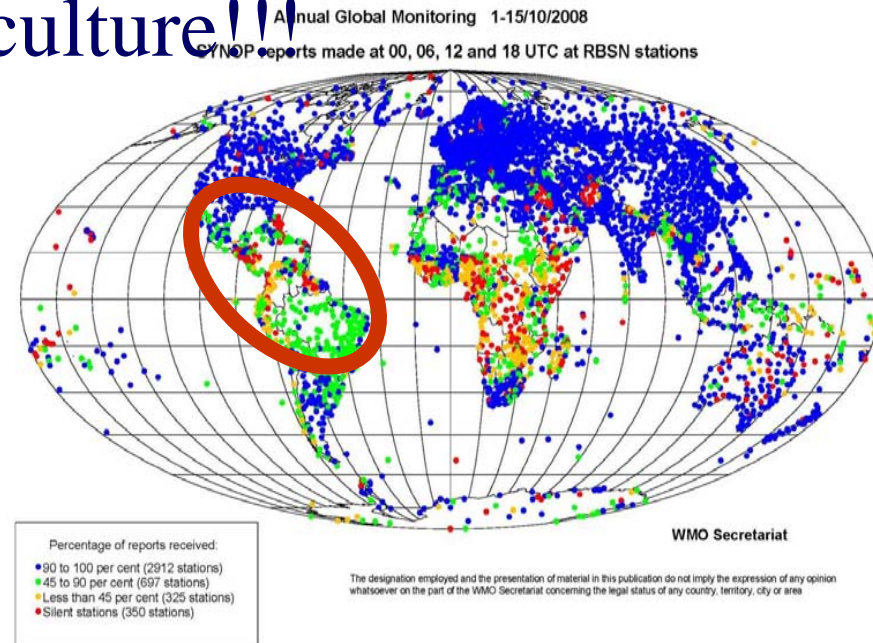 culture!!!
Annual Global Monitoring 1-15/10/2008
SYNOP reports made at 00, 06, 12 and 18 UTC at RBSN stations
WMO Secretariat
Percentage of reports received:
90 to 100 per cent (2912 stations)
45 to 90 per cent (697 stations)
Less than 45 per cent (325 stations)
Silent stations (350 stations)
The designation employed and the presentation of material in this publication do not imply the expression of any opinion
whatsoever on the part of the WMO Secretariat concerning the legal status of any country, territory, city or area